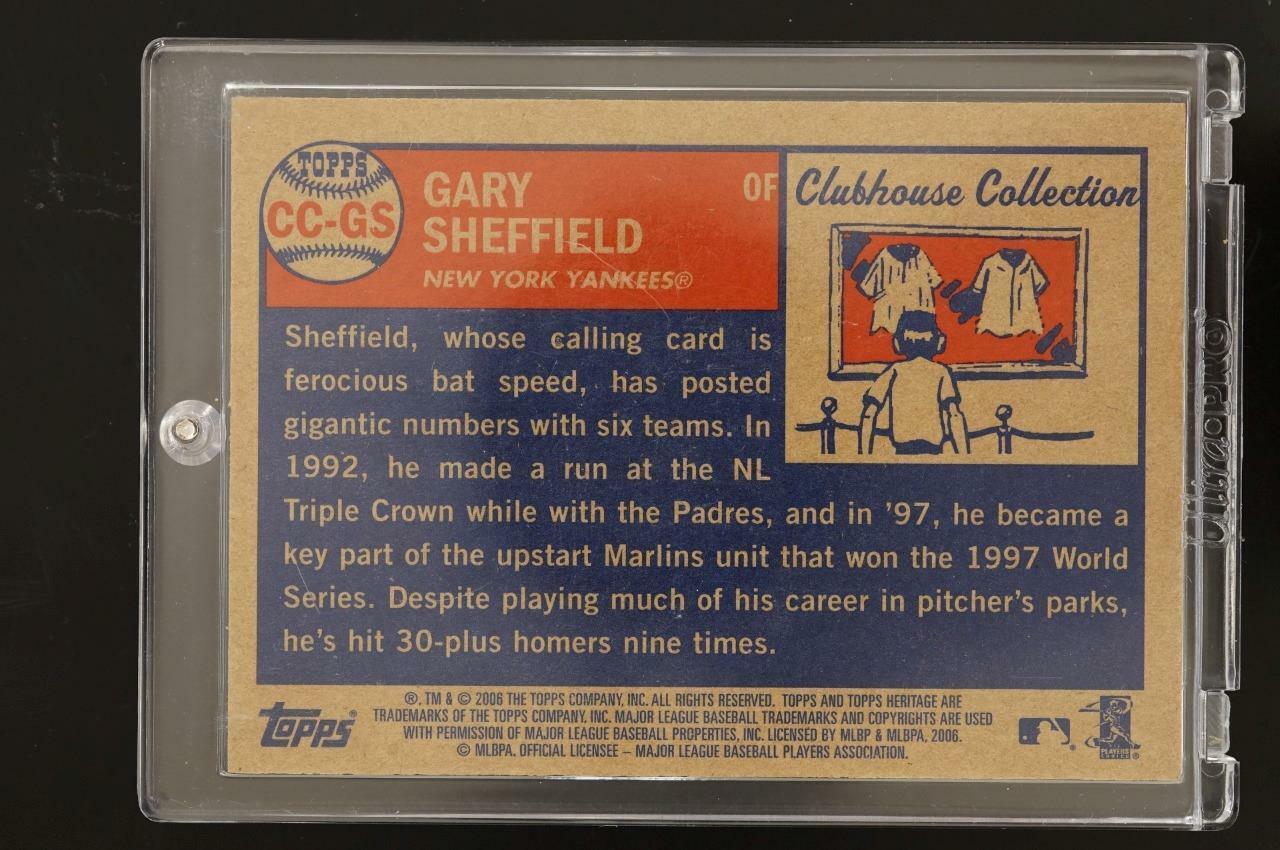 TOPPS
CC-GS
GARY
SHEFFIELD
OF
NEW YORK YANKEES®
Clubhouse Collection
Sheffield, whose calling card is
ferocious bat speed, has posted
gigantic numbers with six teams. In
1992, he made a run at the NL
Triple Crown while with the Padres, and in ’97, he became a
key part of the upstart Marlins unit that won the 1997 World
Series. Despite playing much of his career in pitcher’s parks,
he’s hit 30-plus homers nine times.
topps®
®, TM & © 2006 THE TOPPS COMPANY, INC. ALL RIGHTS RESERVED. TOPPS AND TOPPS HERITAGE ARE
TRADEMARKS OF THE TOPPS COMPANY, INC. MAJOR LEAGUE BASEBALL TRADEMARKS AND COPYRIGHTS ARE USED
WITH PERMISSION OF MAJOR LEAGUE BASEBALL PROPERTIES, INC. LICENSED BY MLBP & MLBPA, 2006.
© MLBPA. OFFICIAL LICENSEE – MAJOR LEAGUE BASEBALL PLAYERS ASSOCIATION.
PLAYERS
CHOICE®
UltraPRO